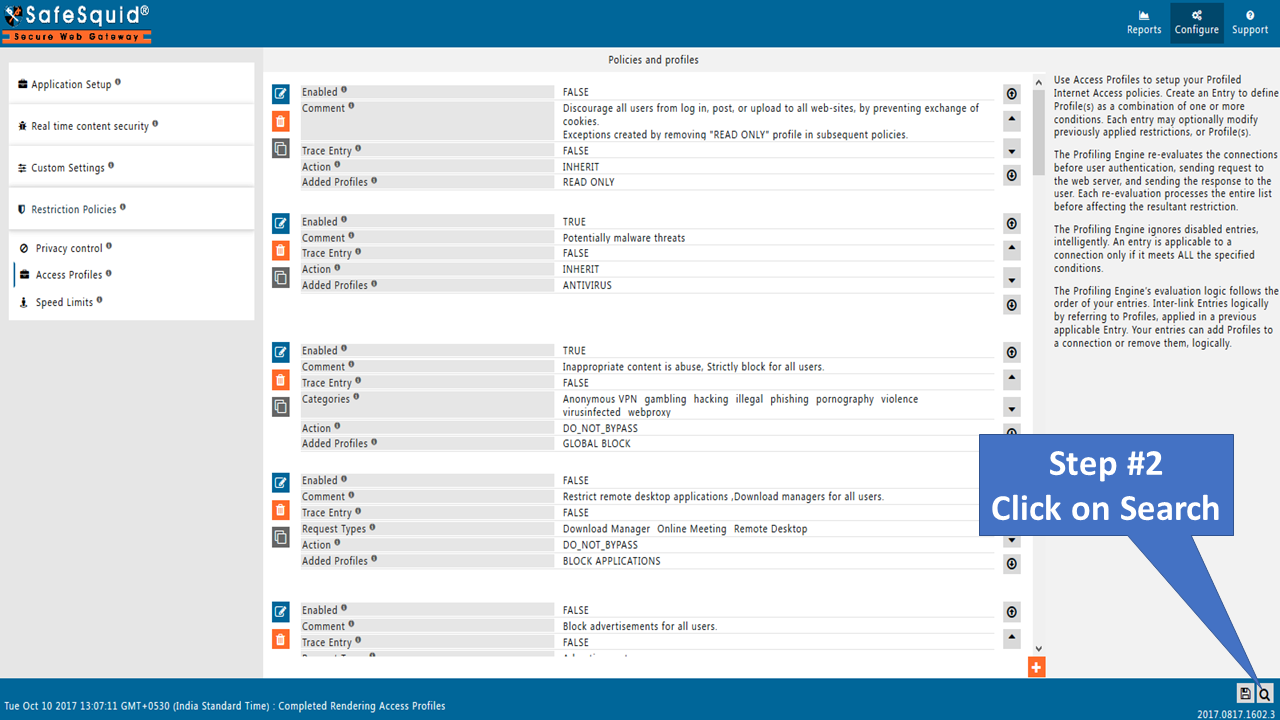 SafeSquid®
Secure Web Gateway
Reports
Configure
Support
Application Setup
Real time content security
Custom Settings
Restriction Policies
Privacy control
Access Profiles
Speed Limits
Policies and profiles
Enabled FALSE
Comment Discourage all users from log in, post, or upload to all web-sites, by preventing exchange of
cookies.
Exceptions created by removing "READ ONLY" profile in subsequent policies.
Trace Entry FALSE
Action INHERIT
Added Profiles READ ONLY
Enabled TRUE
Comment Potentially malware threats
Trace Entry FALSE
Action INHERIT
Added Profiles ANTIVIRUS
Enabled TRUE
Comment Inappropriate content is abuse, Strictly block for all users.
Trace Entry FALSE
Categories Anonymous VPN gambling hacking illegal phishing pornography violence
virusinfected webproxy
Action DO_NOT_BYPASS
Added Profiles GLOBAL BLOCK
Enabled FALSE
Comment Restrict remote desktop applications ,Download managers for all users.
Trace Entry FALSE
Request Types Download Manager Online Meeting Remote Desktop
Action DO_NOT_BYPASS
Added Profiles BLOCK APPLICATIONS
Enabled FALSE
Comment Block advertisements for all users.
Trace Entry FALSE
Use Access Profiles to setup your Profiled
Internet Access policies. Create an Entry to define
Profile(s) as a combination of one or more
conditions. Each entry may optionally modify
previously applied restrictions, or Profile(s).
The Profiling Engine re-evaluates the connections
before user authentication, sending request to
the web server, and sending the response to the
user. Each re-evaluation processes the entire list
before affecting the resultant restriction.
The Profiling Engine ignores disabled entries,
intelligently. An entry is applicable to a
connection only if it meets ALL the specified
conditions.
The Profiling Engine's evaluation logic follows the
order of your entries. Inter-link Entries logically
by referring to Profiles, applied in a previous
applicable Entry. Your entries can add Profiles to
a connection or remove them, logically.
Step #2
Click on Search
Tue Oct 10 2017 13:07:11 GMT+0530 (India Standard Time) : Completed Rendering Access Profiles
2017.0817.1602.3